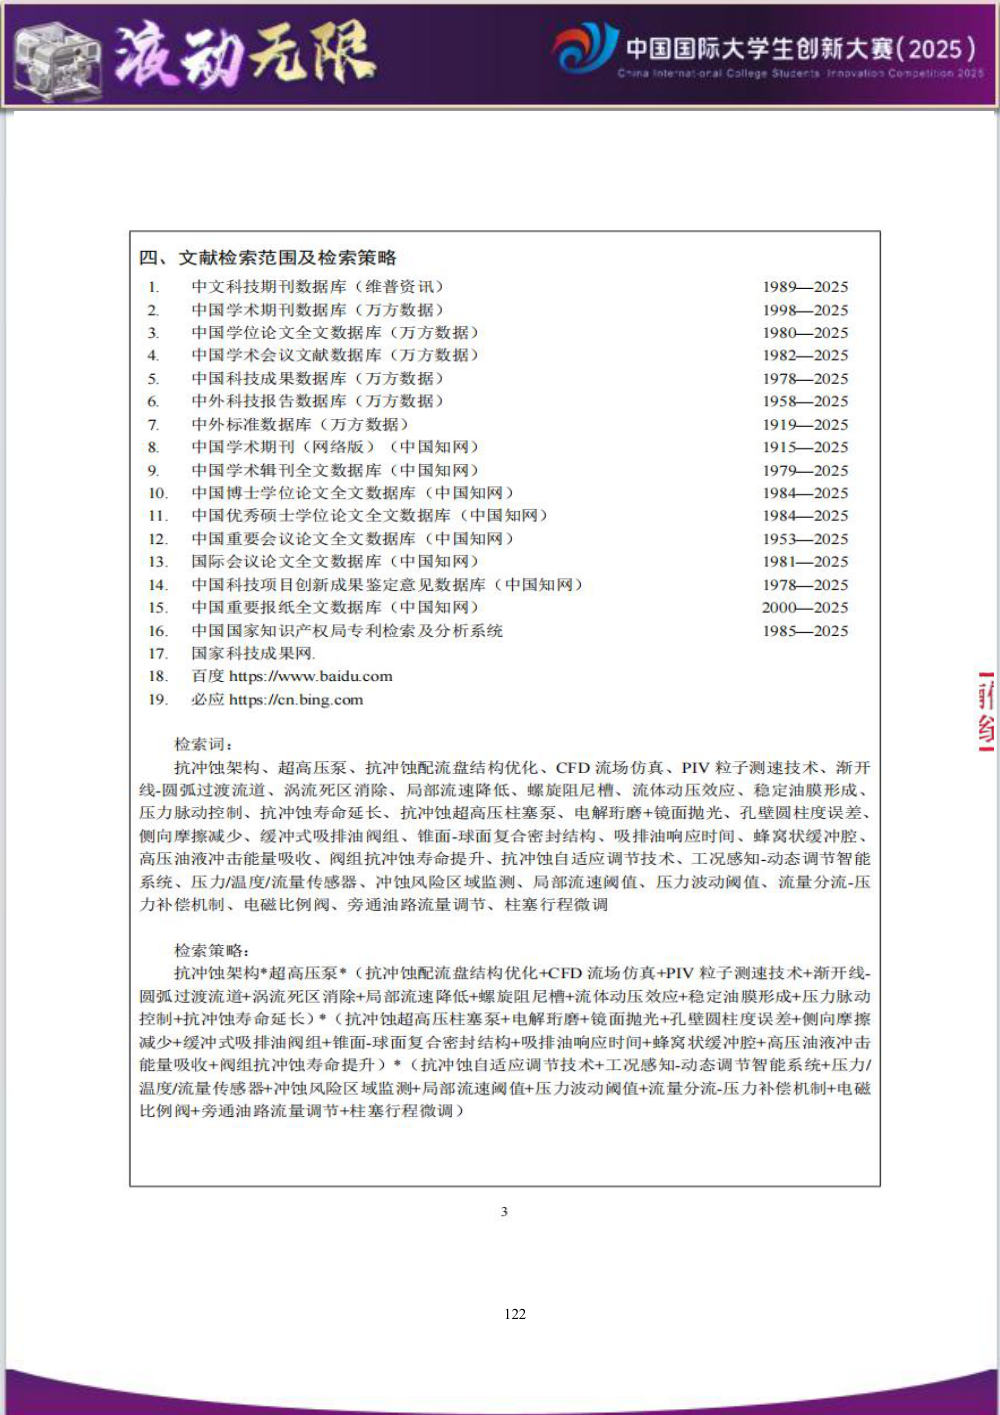 液动无限
中国国际大学生创新大赛(2025)
China International College Students' Innovation Competition 2025
四、文献检索范围及检索策略
1. 中文科技期刊数据库（维普资讯） 1989—2025
2. 中国学术期刊数据库（万方数据） 1998—2025
3. 中国学位论文全文数据库（万方数据） 1980—2025
4. 中国学术会议文献数据库（万方数据） 1982—2025
5. 中国科技成果数据库（万方数据） 1978—2025
6. 中外科技报告数据库（万方数据） 1958—2025
7. 中外标准数据库（万方数据） 1919—2025
8. 中国学术期刊（网络版）（中国知网） 1915—2025
9. 中国学术辑刊全文数据库（中国知网） 1979—2025
10. 中国博士学位论文全文数据库（中国知网） 1984—2025
11. 中国优秀硕士学位论文全文数据库（中国知网） 1984—2025
12. 中国重要会议论文全文数据库（中国知网） 1953—2025
13. 国际会议论文全文数据库（中国知网） 1981—2025
14. 中国科技项目创新成果鉴定意见数据库（中国知网） 1978—2025
15. 中国重要报纸全文数据库（中国知网） 2000—2025
16. 中国国家知识产权局专利检索及分析系统 1985—2025
17. 国家科技成果网.
18. 百度 https://www.baidu.com
19. 必应 https://cn.bing.com
检索词：
抗冲蚀架构、超高压泵、抗冲蚀配流盘结构优化、CFD 流场仿真、PIV 粒子测速技术、渐开
线-圆弧过渡流道、涡流死区消除、局部流速降低、螺旋阻尼槽、流体动压效应、稳定油膜形成、
压力脉动控制、抗冲蚀寿命延长、抗冲蚀超高压柱塞泵、电解珩磨+镜面抛光、孔壁圆柱度误差、
侧向摩擦减少、缓冲式吸排油阀组、锥面-球面复合密封结构、吸排油响应时间、蜂窝状缓冲腔、
高压油液冲击能量吸收、阀组抗冲蚀寿命提升、抗冲蚀自适应调节技术、工况感知-动态调节智能
系统、压力/温度/流量传感器、冲蚀风险区域监测、局部流速阈值、压力波动阈值、流量分流-压
力补偿机制、电磁比例阀、旁通油路流量调节、柱塞行程微调
检索策略：
抗冲蚀架构*超高压泵*（抗冲蚀配流盘结构优化+CFD 流场仿真+PIV 粒子测速技术+渐开线-
圆弧过渡流道+涡流死区消除+局部流速降低+螺旋阻尼槽+流体动压效应+稳定油膜形成+压力脉动
控制+抗冲蚀寿命延长）*（抗冲蚀超高压柱塞泵+电解珩磨+镜面抛光+孔壁圆柱度误差+侧向摩擦
减少+缓冲式吸排油阀组+锥面-球面复合密封结构+吸排油响应时间+蜂窝状缓冲腔+高压油液冲击
能量吸收+阀组抗冲蚀寿命提升）*（抗冲蚀自适应调节技术+工况感知-动态调节智能系统+压力/
温度/流量传感器+冲蚀风险区域监测+局部流速阈值+压力波动阈值+流量分流-压力补偿机制+电磁
比例阀+旁通油路流量调节+柱塞行程微调）
3
122